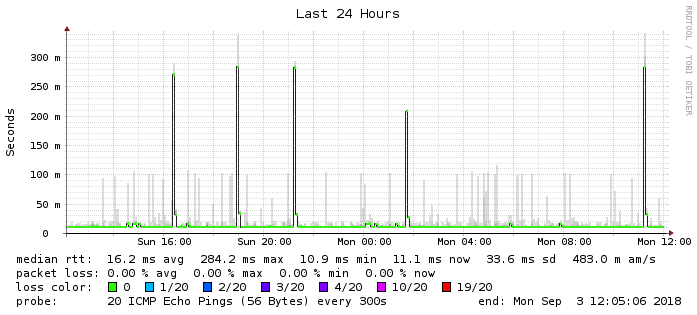 Last 24 Hours
RRDTOOL / TOBI OETIKER
Seconds
300 m
250 m
200 m
150 m
100 m
50 m
0
Sun 16:00 Sun 20:00 Mon 00:00 Mon 04:00 Mon 08:00 Mon 12:00
median rtt: 16.2 ms avg 284.2 ms max 10.9 ms min 11.1 ms now 33.6 ms sd 483.0 m am/s
packet loss: 0.00 % avg 0.00 % max 0.00 % min 0.00 % now
loss color: 0 1/20 2/20 3/20 4/20 10/20 19/20
probe: 20 ICMP Echo Pings (56 Bytes) every 300s end: Mon Sep 3 12:05:06 2018